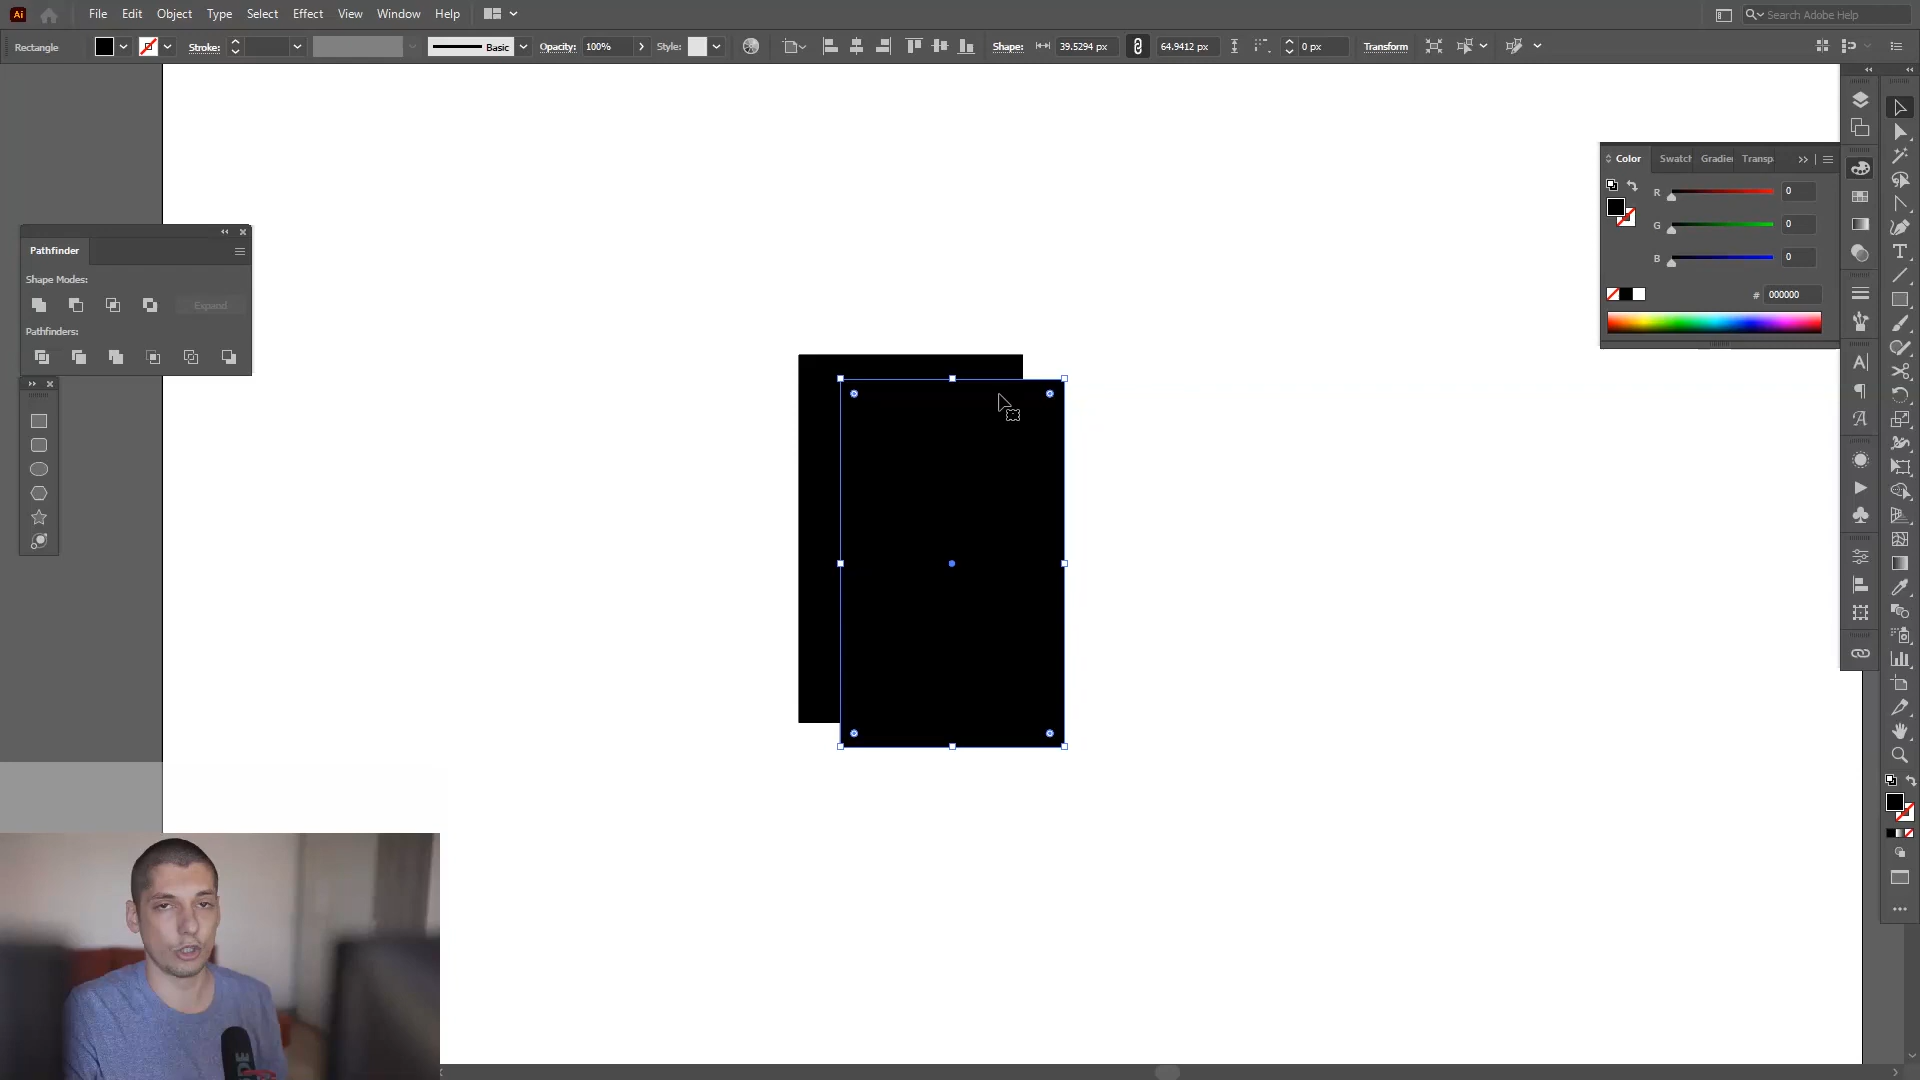 Ai File Edit Object Type Select Effect View Window Help Search Adobe Help
Rectangle Stroke: Basic Opacity: 100% Style: Shape: 39.5294 px 64.9412 px 0 px Transform
Color Swatch Gradie Transp
R 0
G 0
B 0
# 000000
Pathfinder
Shape Modes:
Expand
Pathfinders:
RODE